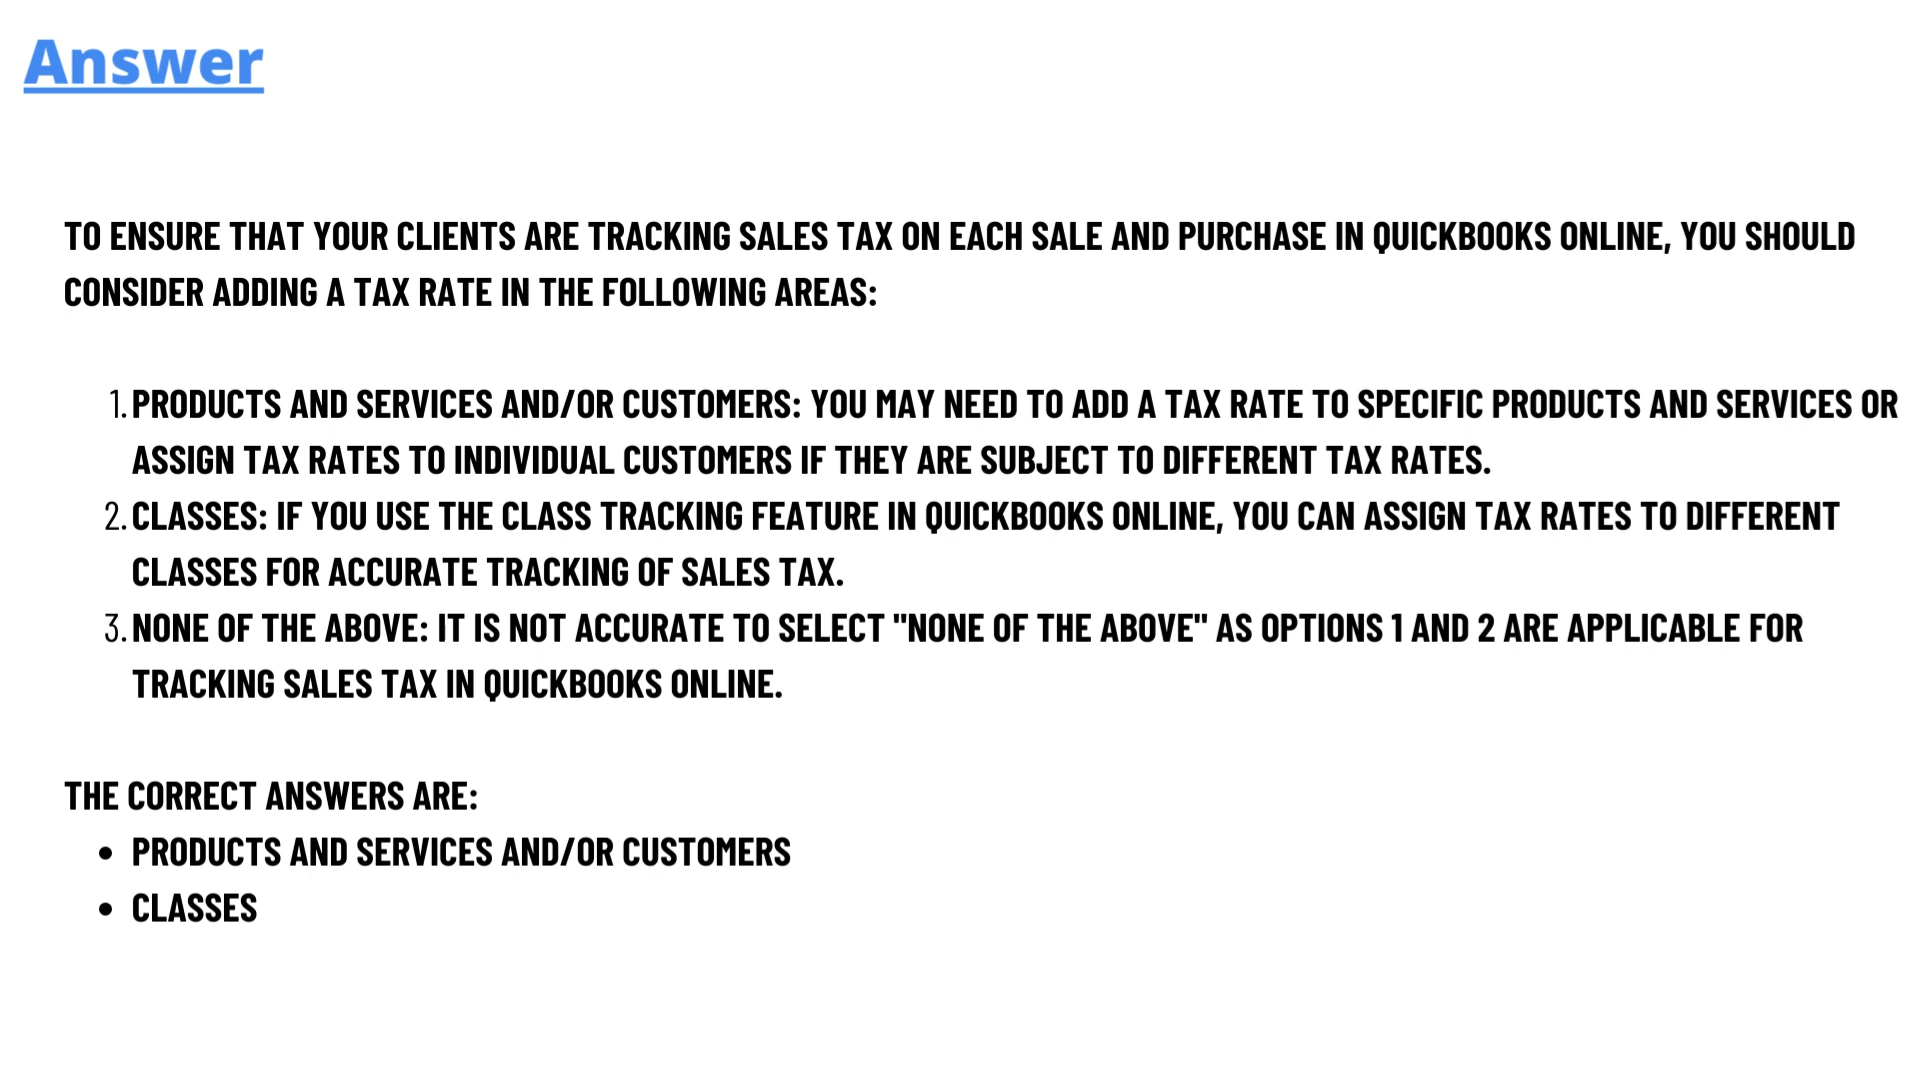 Answer
TO ENSURE THAT YOUR CLIENTS ARE TRACKING SALES TAX ON EACH SALE AND PURCHASE IN QUICKBOOKS ONLINE, YOU SHOULD
CONSIDER ADDING A TAX RATE IN THE FOLLOWING AREAS:
1. PRODUCTS AND SERVICES AND/OR CUSTOMERS: YOU MAY NEED TO ADD A TAX RATE TO SPECIFIC PRODUCTS AND SERVICES OR
ASSIGN TAX RATES TO INDIVIDUAL CUSTOMERS IF THEY ARE SUBJECT TO DIFFERENT TAX RATES.
2. CLASSES: IF YOU USE THE CLASS TRACKING FEATURE IN QUICKBOOKS ONLINE, YOU CAN ASSIGN TAX RATES TO DIFFERENT
CLASSES FOR ACCURATE TRACKING OF SALES TAX.
3. NONE OF THE ABOVE: IT IS NOT ACCURATE TO SELECT "NONE OF THE ABOVE" AS OPTIONS 1 AND 2 ARE APPLICABLE FOR
TRACKING SALES TAX IN QUICKBOOKS ONLINE.
THE CORRECT ANSWERS ARE:
• PRODUCTS AND SERVICES AND/OR CUSTOMERS
• CLASSES